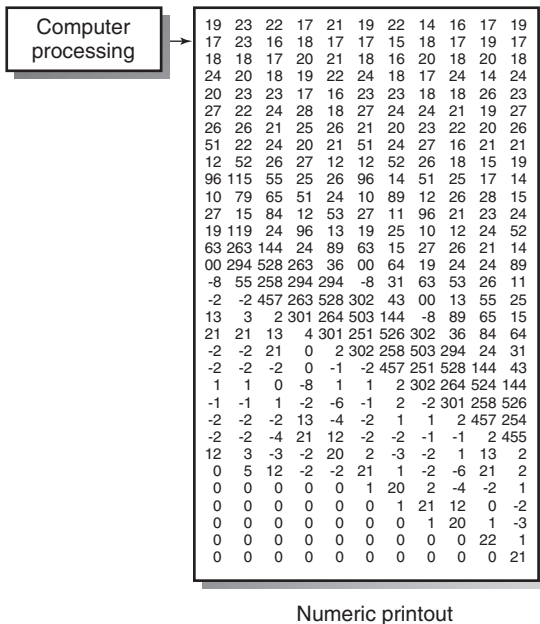 Computer
processing
19 23 22 17 21 19 22 14 16 17 19
17 23 16 18 17 17 15 18 17 19 17
18 18 17 20 21 18 16 20 18 20 18
24 20 18 19 22 24 18 17 24 14 24
20 23 23 17 16 23 23 18 18 26 23
27 22 24 28 18 27 24 24 21 19 27
26 26 21 25 26 21 20 23 22 20 26
51 22 24 20 21 51 24 27 16 21 21
12 52 26 27 12 12 52 26 18 15 19
96 115 55 25 26 96 14 51 25 17 14
10 79 65 51 24 10 89 12 26 28 15
27 15 84 12 53 27 11 96 21 23 24
19 119 24 96 13 19 25 10 12 24 52
63 263 144 24 89 63 15 27 26 21 14
00 294 528 263 36 00 64 19 24 24 89
-8 55 258 294 294 -8 31 63 53 26 11
-2 -2 457 263 528 302 43 00 13 55 25
13 3 2 301 264 503 144 -8 89 65 15
21 21 13 4 301 251 526 302 36 84 64
-2 -2 21 0 2 302 258 503 294 24 31
-2 -2 -2 0 -1 -2 457 251 528 144 43
1 1 0 -8 1 1 2 302 264 524 144
-1 -1 1 -2 -6 -1 2 -2 301 258 526
-2 -2 -2 13 -4 -2 1 1 2 457 254
-2 -2 -4 21 12 -2 -2 -1 -1 2 455
12 3 -3 -2 20 2 -3 -2 1 13 2
0 5 12 -2 -2 21 1 -2 -6 21 2
0 0 0 0 0 1 20 2 -4 -2 1
0 0 0 0 0 0 1 21 12 0 -2
0 0 0 0 0 0 0 1 20 1 -3
0 0 0 0 0 0 0 0 0 22 1
0 0 0 0 0 0 0 0 0 0 21
Numeric printout